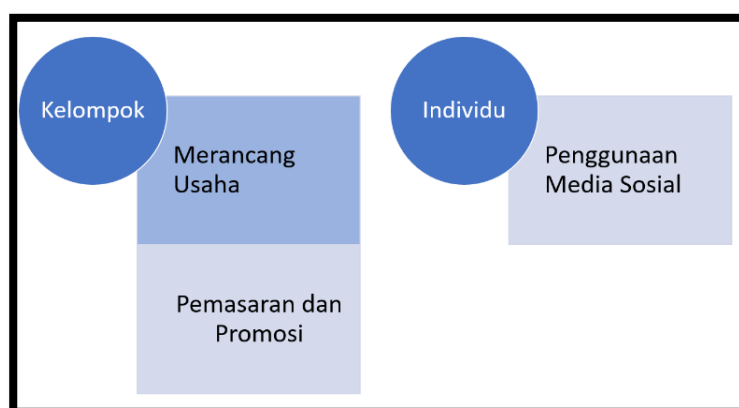 Kelompok
Merancang
Usaha
Pemasaran dan
Promosi
Individu
Penggunaan
Media Sosial